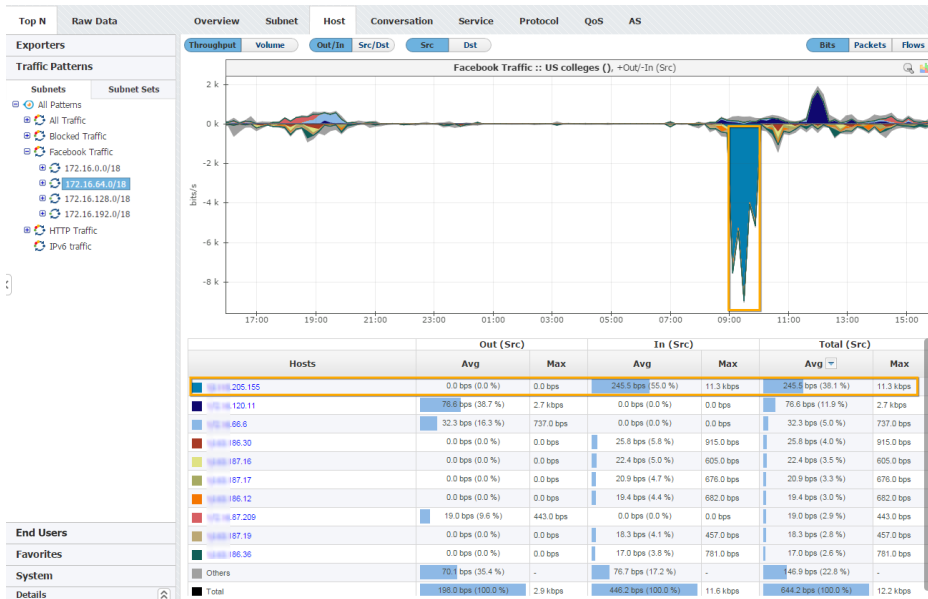 Top N Raw Data Overview Subnet Host Conversation Service Protocol QoS AS
Exporters
Throughput Volume Out/In Src/Dst Src Dst Bits Packets Flows
Traffic Patterns
Subnets Subnet Sets
All Patterns
All Traffic
Blocked Traffic
Facebook Traffic
172.16.0.0/18
172.16.64.0/18
172.16.128.0/18
172.16.192.0/18
HTTP Traffic
IPv6 traffic
End Users
Favorites
System
Details
Facebook Traffic :: US colleges (), +Out/-In (Src)
bits/s
2 k
0 k
-2 k
-4 k
-6 k
-8 k
17:00 19:00 21:00 23:00 01:00 03:00 05:00 07:00 09:00 11:00 13:00 15:00
Out (Src) In (Src) Total (Src)
Hosts Avg Max Avg Max Avg Max
.205.155 0.0 bps (0.0 %) 0.0 bps 245.5 bps (55.0 %) 11.3 kbps 245.5 bps (38.1 %) 11.3 kbps
.120.11 76.6 bps (38.7 %) 2.7 kbps 0.0 bps (0.0 %) 0.0 bps 76.6 bps (11.9 %) 2.7 kbps
.66.6 32.3 bps (16.3 %) 737.0 bps 0.0 bps (0.0 %) 0.0 bps 32.3 bps (5.0 %) 737.0 bps
.186.30 0.0 bps (0.0 %) 0.0 bps 25.8 bps (5.8 %) 915.0 bps 25.8 bps (4.0 %) 915.0 bps
.187.16 0.0 bps (0.0 %) 0.0 bps 22.4 bps (5.0 %) 605.0 bps 22.4 bps (3.5 %) 605.0 bps
.187.17 0.0 bps (0.0 %) 0.0 bps 20.9 bps (4.7 %) 676.0 bps 20.9 bps (3.3 %) 676.0 bps
.186.12 0.0 bps (0.0 %) 0.0 bps 19.4 bps (4.4 %) 682.0 bps 19.4 bps (3.0 %) 682.0 bps
.87.209 19.0 bps (9.6 %) 443.0 bps 0.0 bps (0.0 %) 0.0 bps 19.0 bps (2.9 %) 443.0 bps
.187.19 0.0 bps (0.0 %) 0.0 bps 18.3 bps (4.1 %) 457.0 bps 18.3 bps (2.8 %) 457.0 bps
.186.36 0.0 bps (0.0 %) 0.0 bps 17.0 bps (3.8 %) 781.0 bps 17.0 bps (2.6 %) 781.0 bps
Others 70.1 bps (35.4 %) - 76.7 bps (17.2 %) - 146.9 bps (22.8 %) -
Total 198.0 bps (100.0 %) 2.9 kbps 446.2 bps (100.0 %) 11.6 kbps 644.2 bps (100.0 %) 12.2 kbps